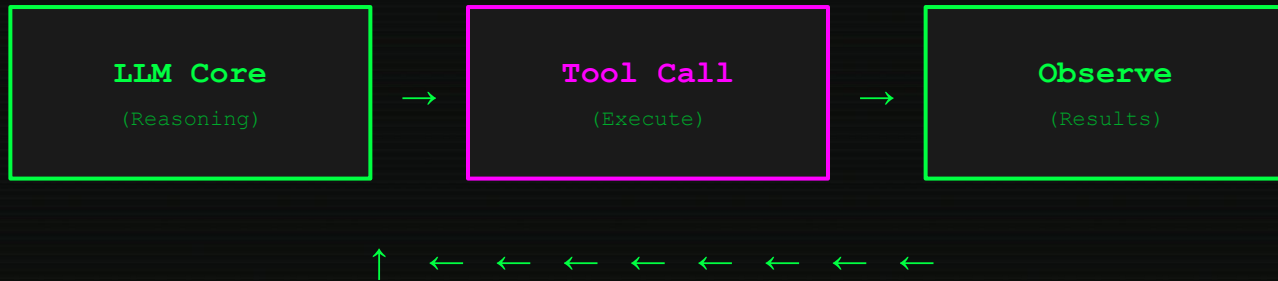 LLM Core
(Reasoning)
→
Tool Call
(Execute)
→
Observe
(Results)
↑ ← ← ← ← ← ← ← ←